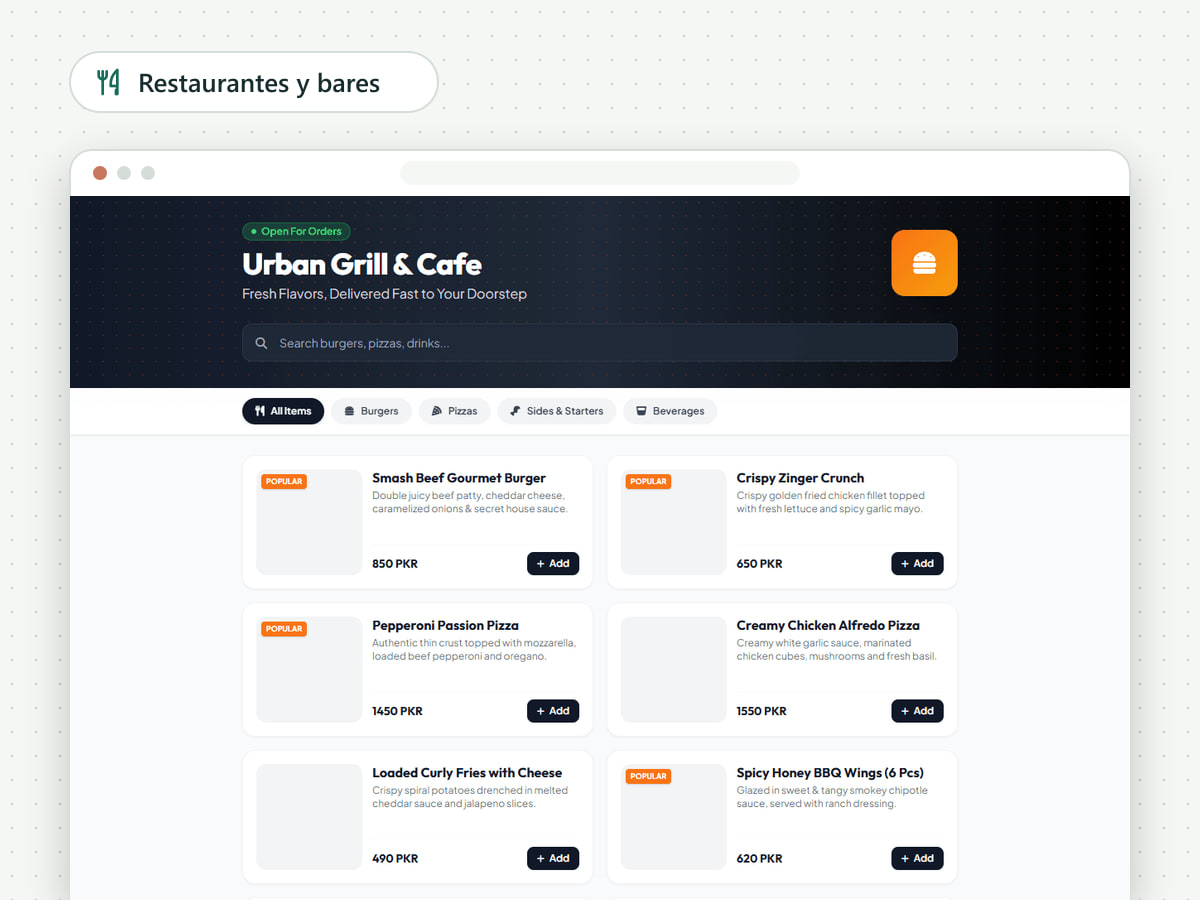 Restaurantes y bares
Open For Orders
Urban Grill & Cafe
Fresh Flavors, Delivered Fast to Your Doorstep
Search burgers, pizzas, drinks...
All Items
Burgers
Pizzas
Sides & Starters
Beverages
POPULAR
Smash Beef Gourmet Burger
Double juicy beef patty, cheddar cheese,
caramelized onions & secret house sauce.
850 PKR
+ Add
POPULAR
Crispy Zinger Crunch
Crispy golden fried chicken fillet topped
with fresh lettuce and spicy garlic mayo.
650 PKR
+ Add
POPULAR
Pepperoni Passion Pizza
Authentic thin crust topped with mozzarella,
loaded beef pepperoni and oregano.
1450 PKR
+ Add
Creamy Chicken Alfredo Pizza
Creamy white garlic sauce, marinated
chicken cubes, mushrooms and fresh basil.
1550 PKR
+ Add
Loaded Curly Fries with Cheese
Crispy spiral potatoes drenched in melted
cheddar sauce and jalapeno slices.
490 PKR
+ Add
POPULAR
Spicy Honey BBQ Wings (6 Pcs)
Glazed in sweet & tangy smokey chipotle
sauce, served with ranch dressing.
620 PKR
+ Add